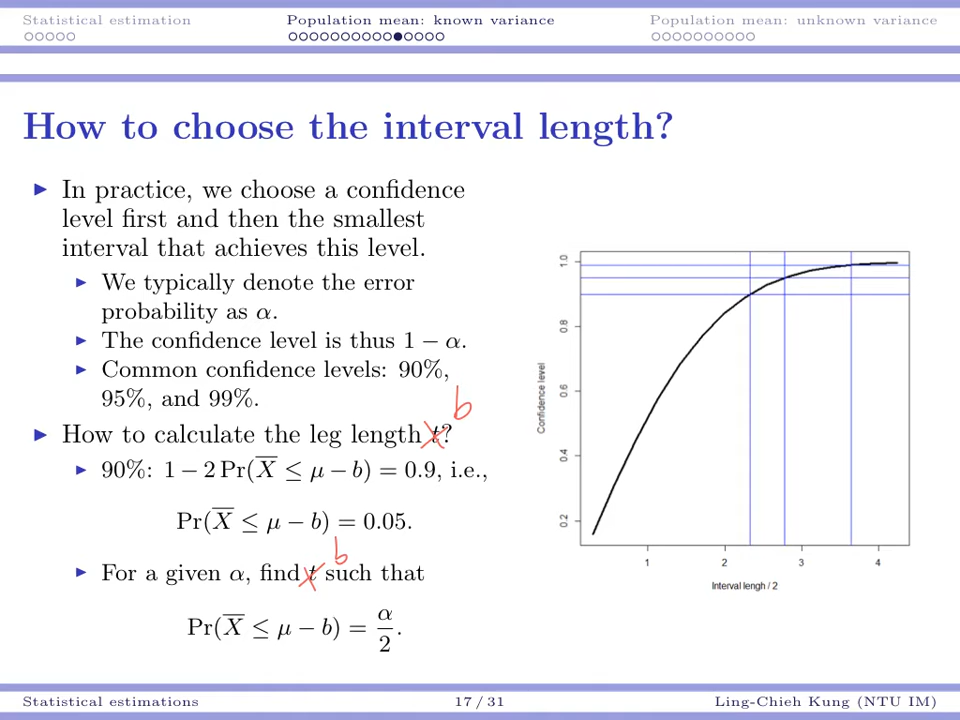 Statistical estimation Population mean: known variance Population mean: unknown variance
How to choose the interval length?
In practice, we choose a confidence
level first and then the smallest
interval that achieves this level.
We typically denote the error
probability as α.
The confidence level is thus 1 − α.
Common confidence levels: 90%,
95%, and 99%.
b
How to calculate the leg length t?
90%: 1 − 2 Pr(X̅ ≤ μ − b) = 0.9, i.e.,
Pr(X̅ ≤ μ − b) = 0.05.
b
For a given α, find t such that
Pr(X̅ ≤ μ − b) = α/2.
Confidence level
1.0
0.8
0.6
0.4
0.2
1 2 3 4
Interval lengh / 2
Statistical estimations 17 / 31 Ling-Chieh Kung (NTU IM)